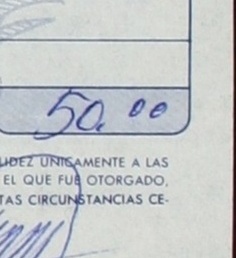 50.00
LIDEZ UNICAMENTE A LAS
EL QUE FUE OTORGADO,
TAS CIRCUNSTANCIAS CE-